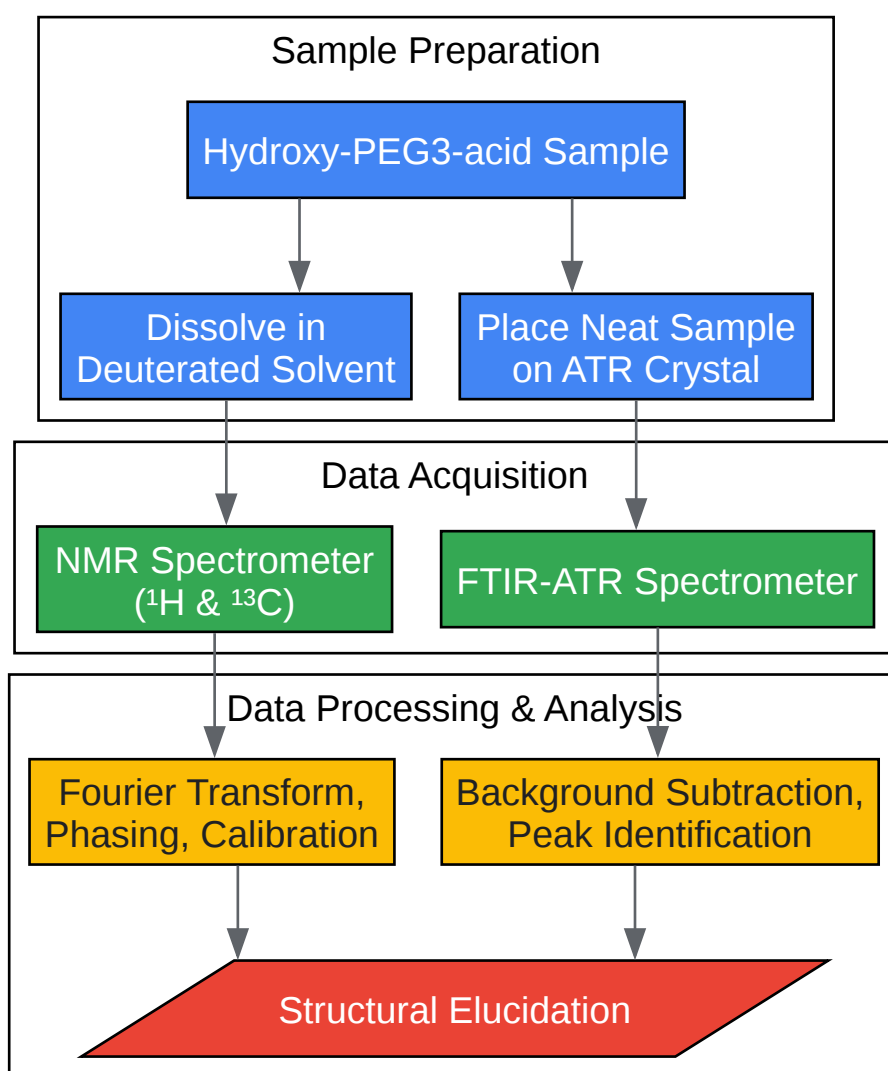 Sample Preparation
Hydroxy-PEG3-acid Sample
Dissolve in
Deuterated Solvent
Place Neat Sample
on ATR Crystal
Data Acquisition
NMR Spectrometer
(¹H & ¹³C)
FTIR-ATR Spectrometer
Data Processing & Analysis
Fourier Transform,
Phasing, Calibration
Background Subtraction,
Peak Identification
Structural Elucidation